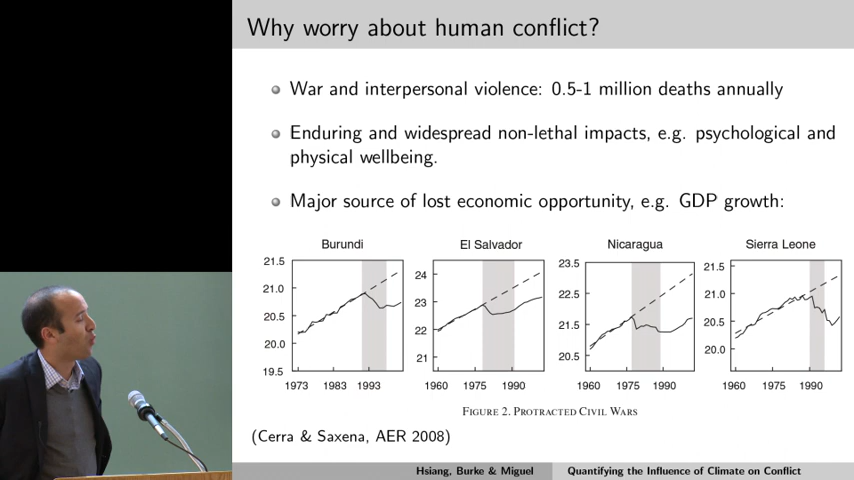 Why worry about human conflict?
War and interpersonal violence: 0.5-1 million deaths annually
Enduring and widespread non-lethal impacts, e.g. psychological and
physical wellbeing.
Major source of lost economic opportunity, e.g. GDP growth:
Burundi
21.5
21.0
20.5
20.0
19.5
1973 1983 1993
El Salvador
24
23
22
21
1960 1975 1990
Nicaragua
23.5
22.5
21.5
20.5
1960 1975 1990
Sierra Leone
21.5
21.0
20.5
20.0
1960 1975 1990
FIGURE 2. PROTRACTED CIVIL WARS
(Cerra & Saxena, AER 2008)
Hsiang, Burke & Miguel Quantifying the Influence of Climate on Conflict